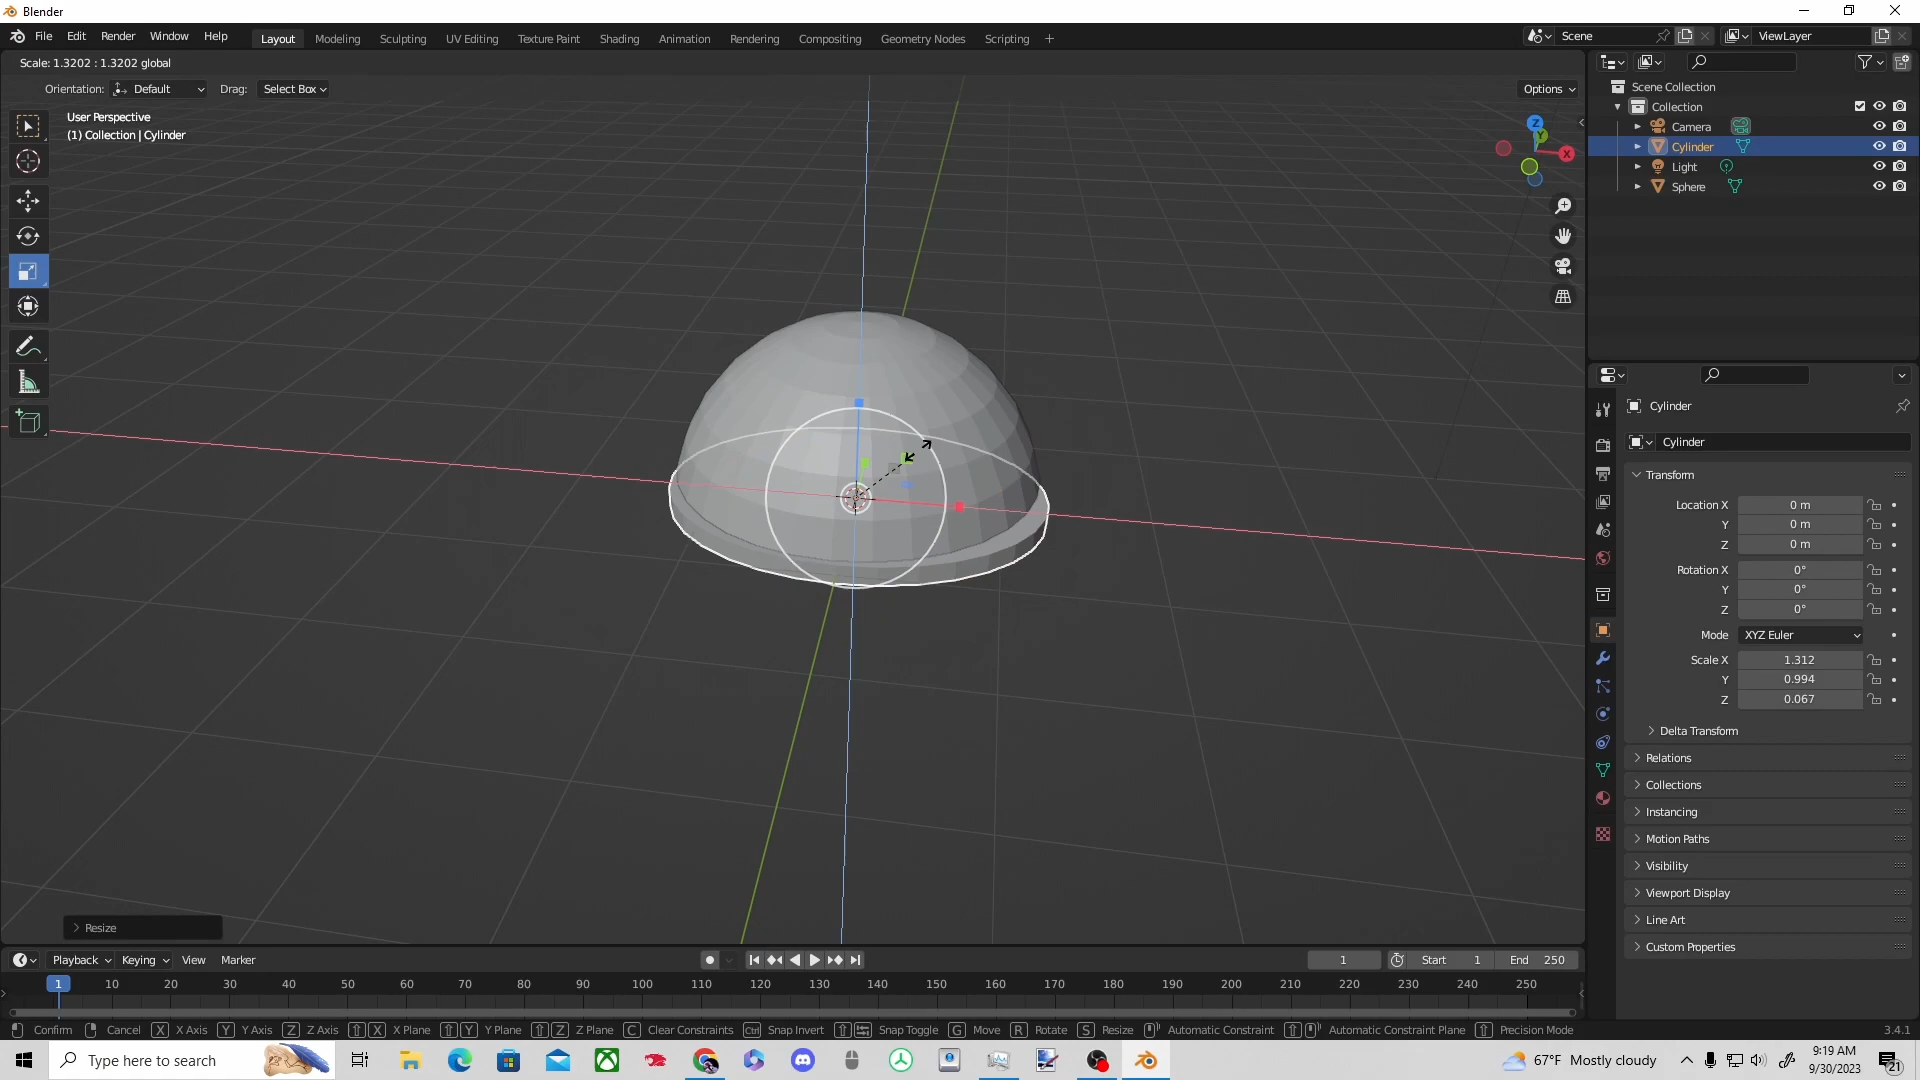 Blender
File Edit Render Window Help Layout Modeling Sculpting UV Editing Texture Paint Shading Animation Rendering Compositing Geometry Nodes Scripting + Scene ViewLayer
Scale: 1.3202 : 1.3202 global
Orientation: Default Drag: Select Box Options
User Perspective
(1) Collection | Cylinder
Z
Y
X
Scene Collection
Collection
Camera
Cylinder
Light
Sphere
Cylinder
Cylinder
Transform
Location X 0 m
Y 0 m
Z 0 m
Rotation X 0°
Y 0°
Z 0°
Mode XYZ Euler
Scale X 1.312
Y 0.994
Z 0.067
Delta Transform
Relations
Collections
Instancing
Motion Paths
Visibility
Viewport Display
Line Art
Custom Properties
Resize
Playback Keying View Marker 1 Start 1 End 250
1 10 20 30 40 50 60 70 80 90 100 110 120 130 140 150 160 170 180 190 200 210 220 230 240 250
Confirm Cancel X X Axis Y Y Axis Z Z Axis X X Plane Y Y Plane Z Z Plane C Clear Constraints Ctrl Snap Invert Snap Toggle G Move R Rotate S Resize Automatic Constraint Automatic Constraint Plane Precision Mode 3.4.1
Type here to search 67°F Mostly cloudy 9:19 AM
9/30/2023 21